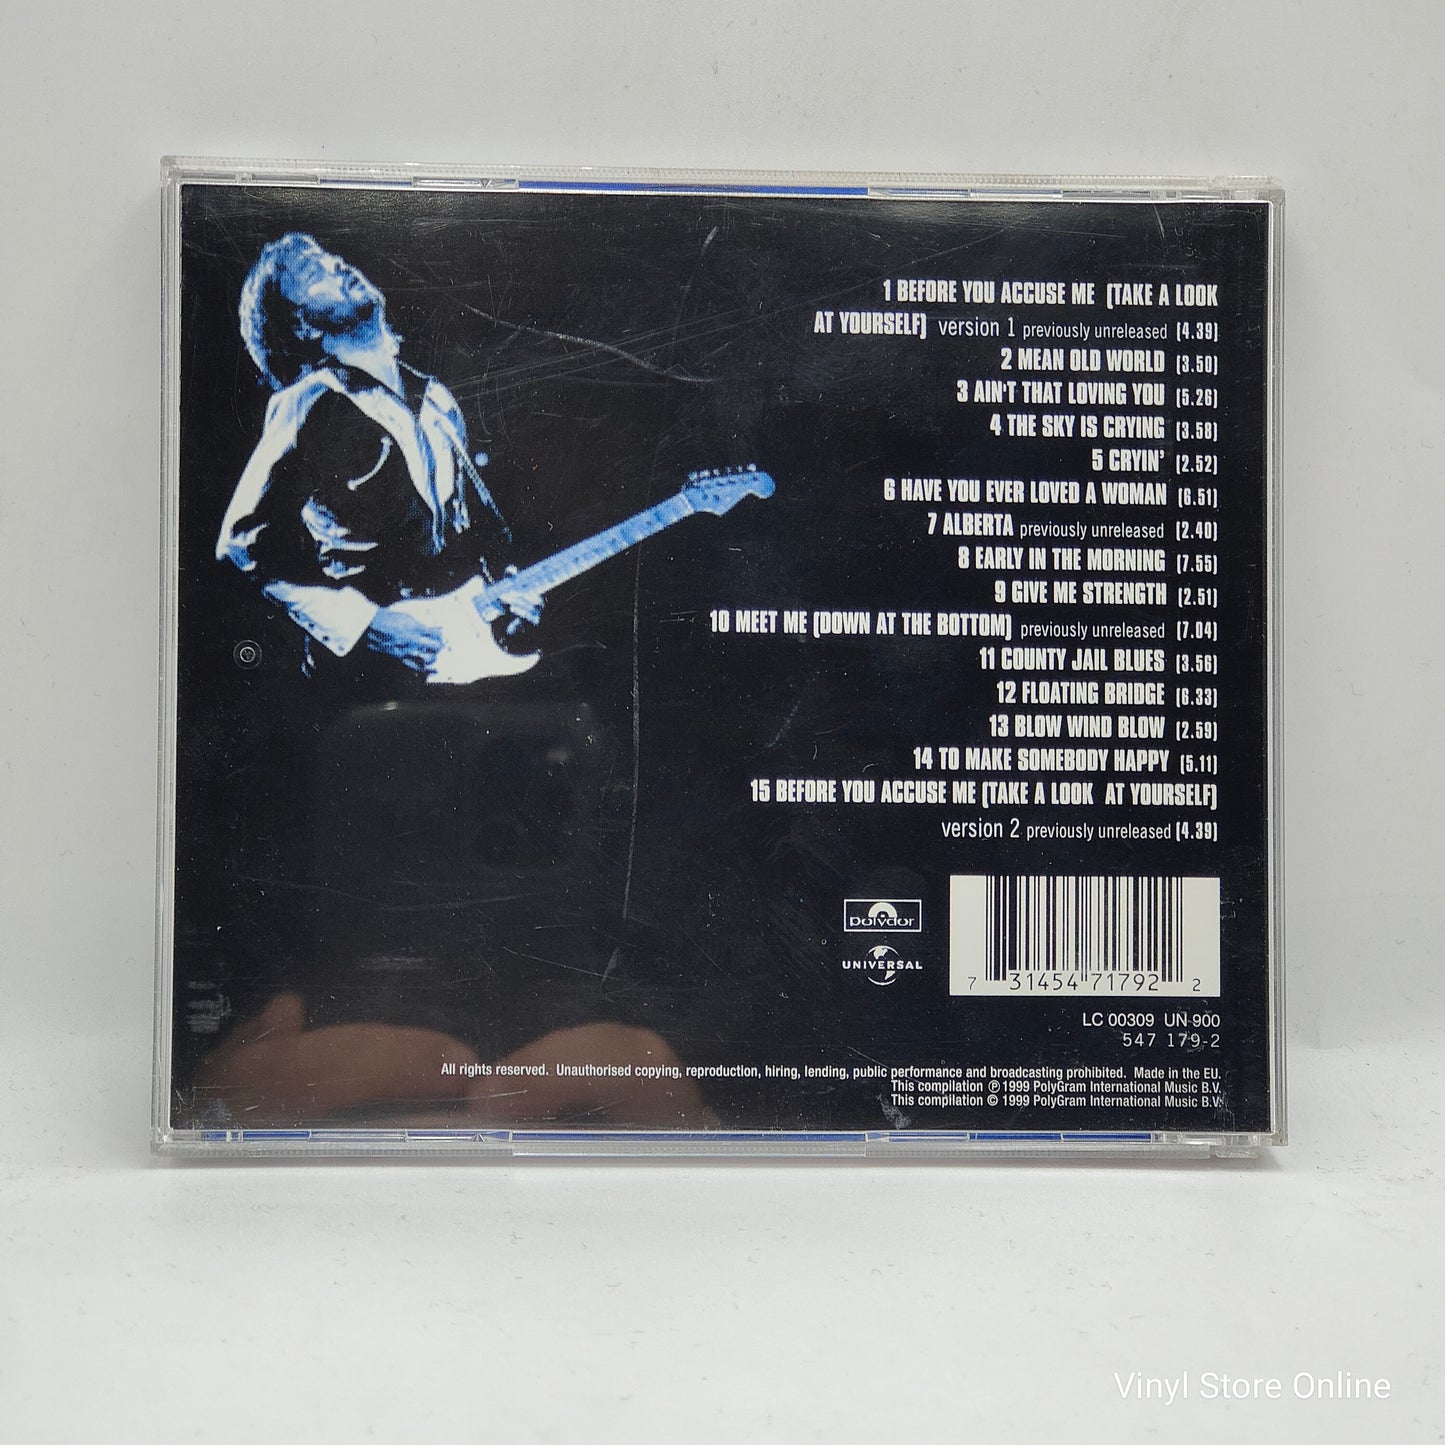 1 BEFORE YOU ACCUSE ME (TAKE A LOOK
AT YOURSELF) version 1 previously unreleased (4.39)
2 MEAN OLD WORLD (3.50)
3 AIN'T THAT LOVING YOU (5.26)
4 THE SKY IS CRYING (3.58)
5 CRYIN' (2.52)
6 HAVE YOU EVER LOVED A WOMAN (6.51)
7 ALBERTA previously unreleased (2.40)
8 EARLY IN THE MORNING (7.55)
9 GIVE ME STRENGTH (2.51)
10 MEET ME (DOWN AT THE BOTTOM) previously unreleased (7.04)
11 COUNTY JAIL BLUES (3.56)
12 FLOATING BRIDGE (6.33)
13 BLOW WIND BLOW (2.59)
14 TO MAKE SOMEBODY HAPPY (5.11)
15 BEFORE YOU ACCUSE ME (TAKE A LOOK AT YOURSELF)
version 2 previously unreleased (4.39)
polydor
UNIVERSAL
7 31454 71792 2
LC 00309 UN 900
547 179-2
All rights reserved. Unauthorised copying, reproduction, hiring, lending, public performance and broadcasting prohibited. Made in the EU.
This compilation ℗ 1999 PolyGram International Music B.V.
This compilation © 1999 PolyGram International Music B.V.
Vinyl Store Online